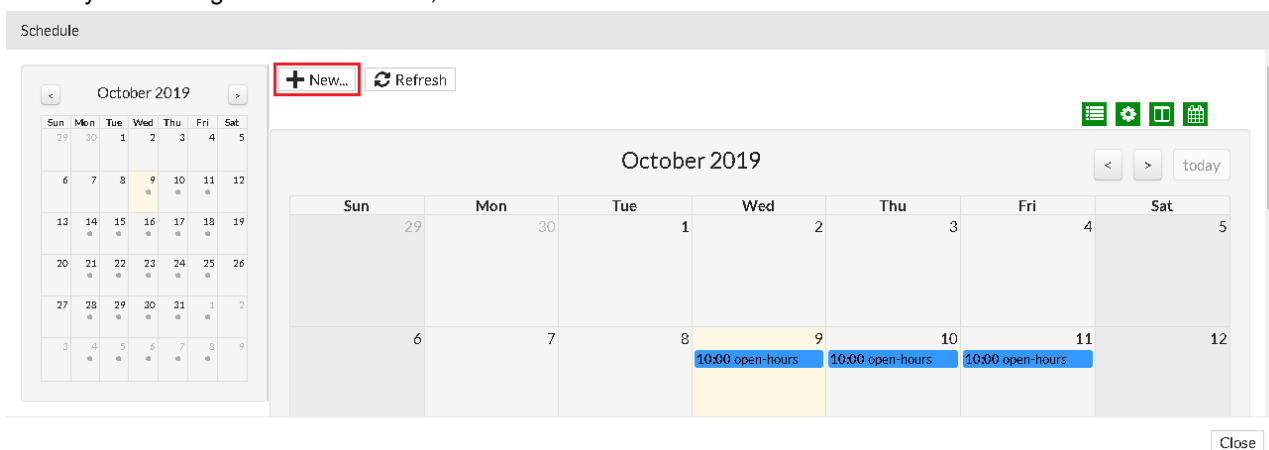 Schedule
New...
Refresh
< October 2019 >
Sun Mon Tue Wed Thu Fri Sat
29 30 1 2 3 4 5
6 7 8 9 10 11 12
13 14 15 16 17 18 19
20 21 22 23 24 25 26
27 28 29 30 31 1 2
3 4 5 6 7 8 9
October 2019
< > today
Sun Mon Tue Wed Thu Fri Sat
29 30 1 2 3 4 5
6 7 8 9 10 11 12
10:00 open-hours 10:00 open-hours 10:00 open-hours
Close